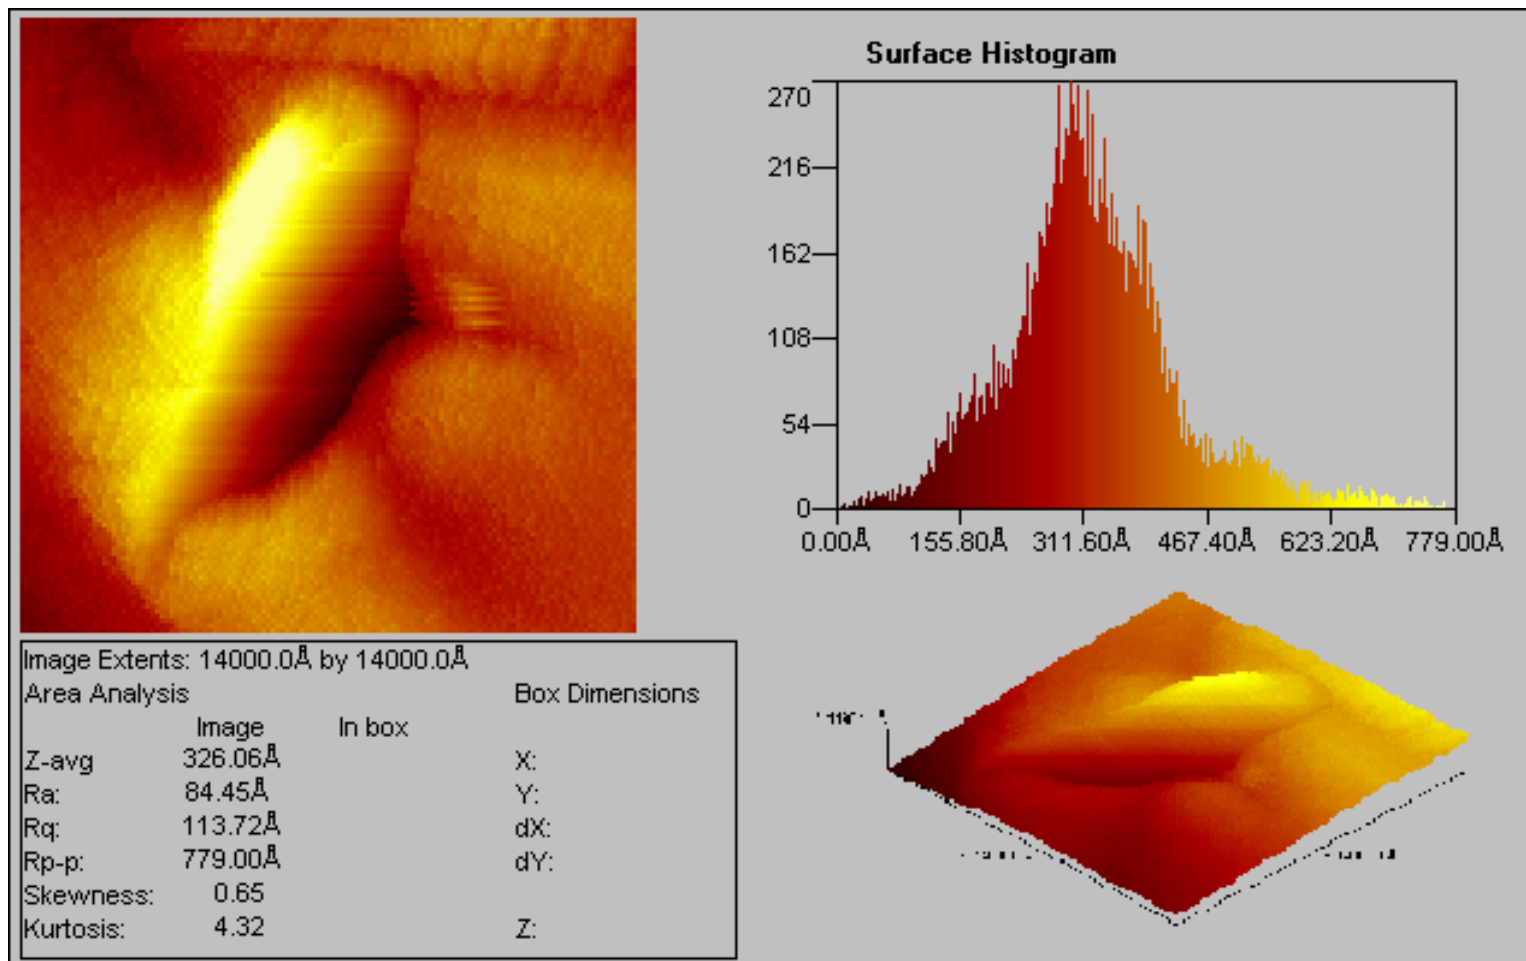 Surface Histogram
270
216
162
108
54
0
0.00Å 155.80Å 311.60Å 467.40Å 623.20Å 779.00Å
Image Extents: 14000.0Å by 14000.0Å
Area Analysis Box Dimensions
Image In box
Z-avg 326.06Å X:
Ra: 84.45Å Y:
Rq: 113.72Å dX:
Rp-p: 779.00Å dY:
Skewness: 0.65
Kurtosis: 4.32 Z: